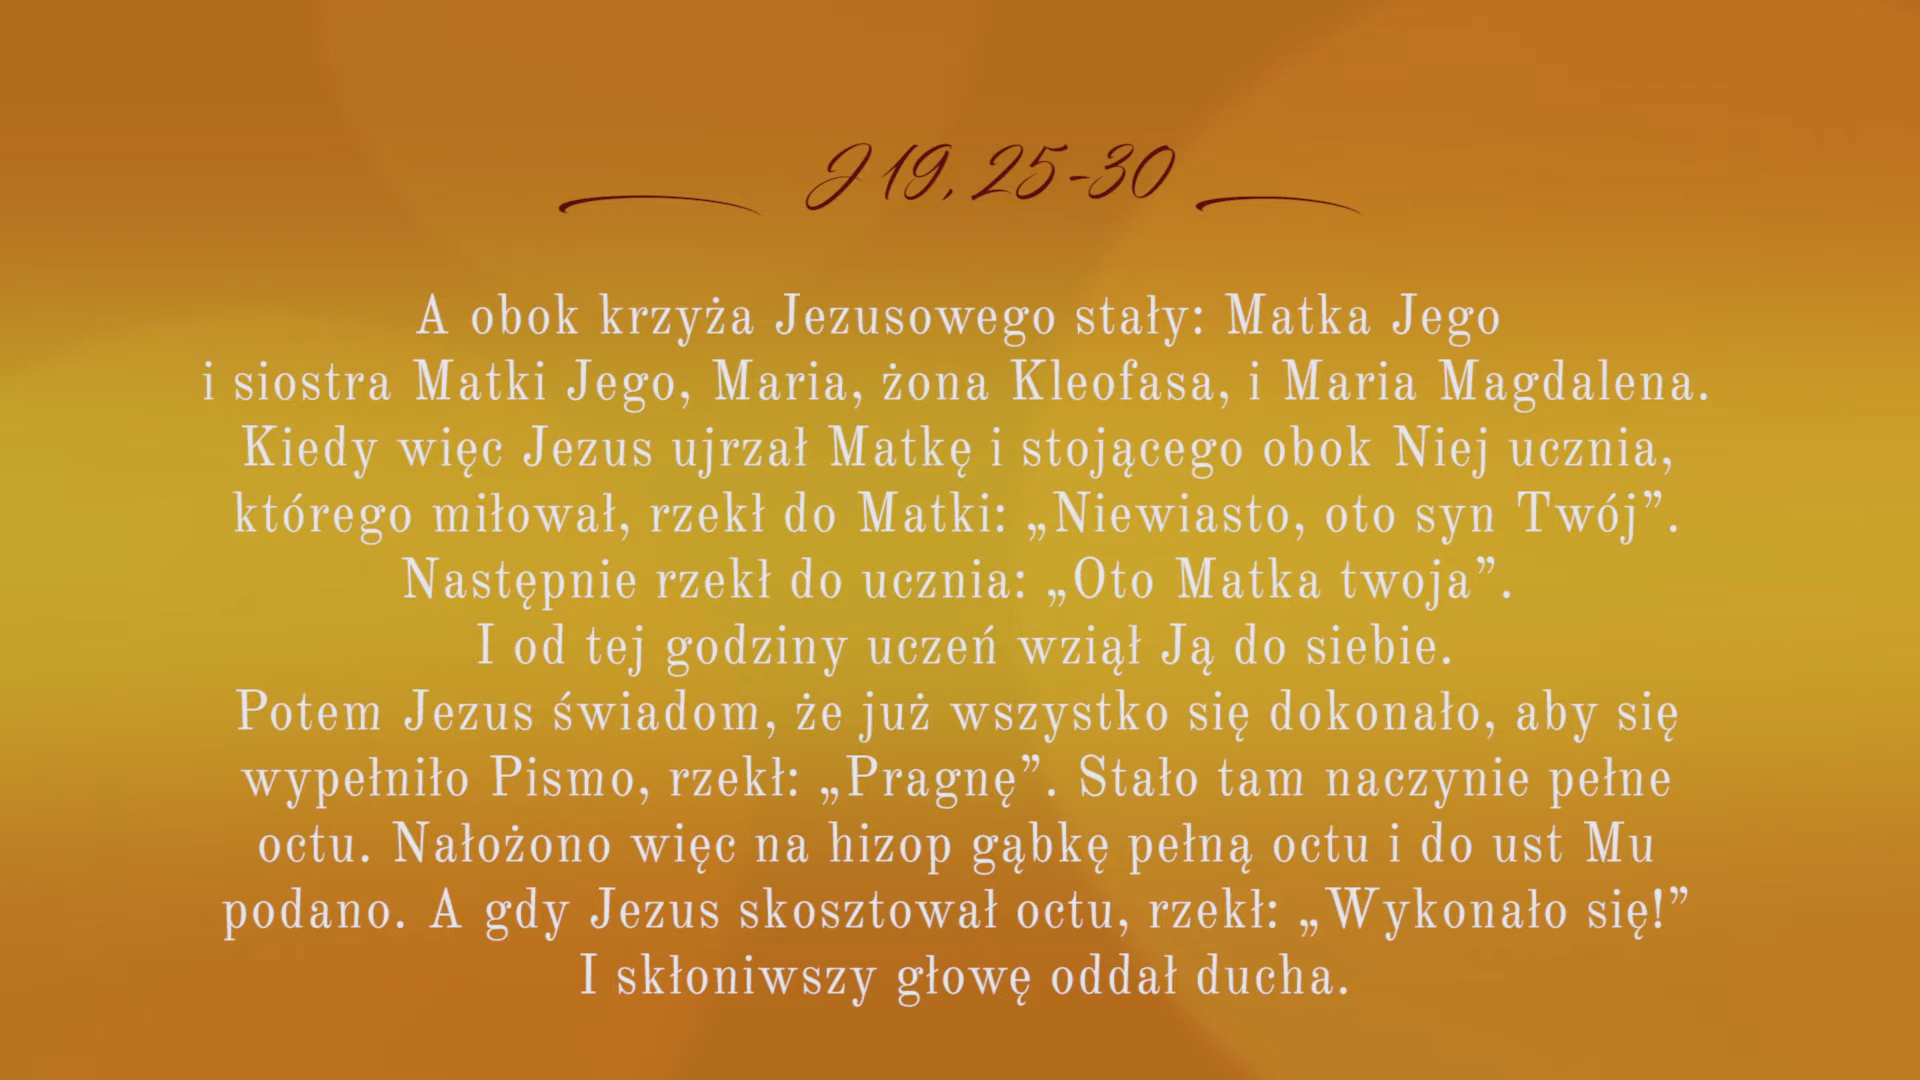 J 19, 25-30
A obok krzyża Jezusowego stały: Matka Jego
i siostra Matki Jego, Maria, żona Kleofasa, i Maria Magdalena.
Kiedy więc Jezus ujrzał Matkę i stojącego obok Niej ucznia,
którego miłował, rzekł do Matki: „Niewiasto, oto syn Twój”.
Następnie rzekł do ucznia: „Oto Matka twoja”.
I od tej godziny uczeń wziął Ją do siebie.
Potem Jezus świadom, że już wszystko się dokonało, aby się
wypełniło Pismo, rzekł: „Pragnę”. Stało tam naczynie pełne
octu. Nałożono więc na hizop gąbkę pełną octu i do ust Mu
podano. A gdy Jezus skosztował octu, rzekł: „Wykonało się!”
I skłoniwszy głowę oddał ducha.